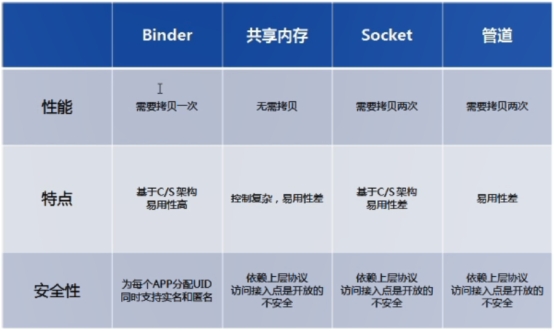 Binder 共享内存 Socket 管道
性能 需要拷贝一次 无需拷贝 需要拷贝两次 需要拷贝两次
特点 基于C/S 架构 控制复杂，易用性差 基于C/S 架构 易用性差
易用性高 易用性差
安全性 为每个APP分配UID 依赖上层协议 依赖上层协议 依赖上层协议
同时支持实名和匿名 访问接入点是开放的 访问接入点是开放的 访问接入点是开放的
不安全 不安全 不安全